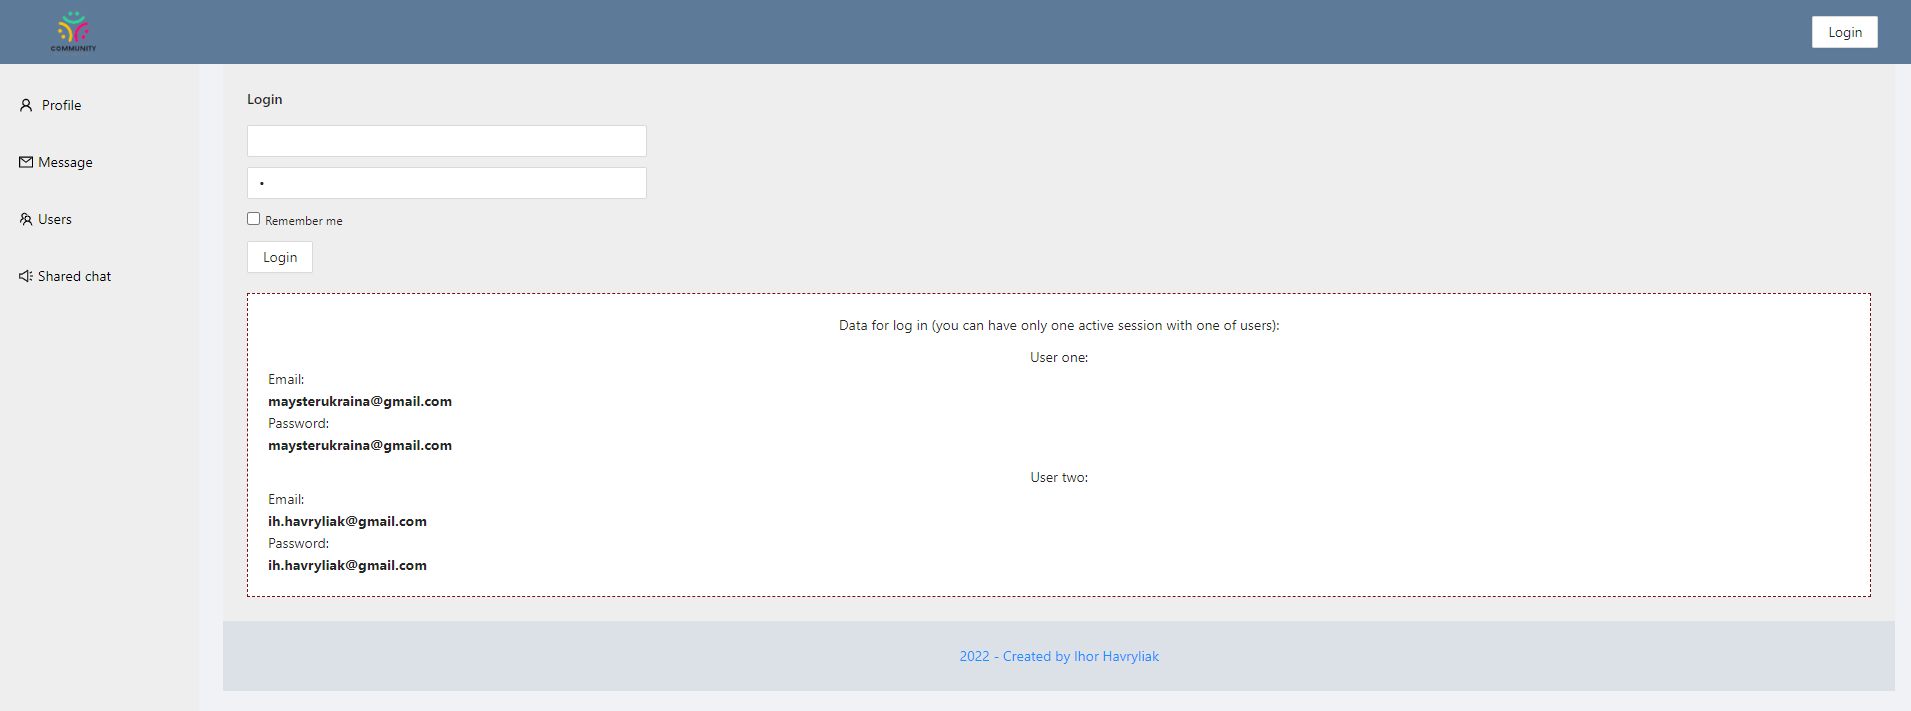 COMMUNITY
Login
Profile
Message
Users
Shared chat
Login
Remember me
Login
Data for log in (you can have only one active session with one of users):
User one:
Email:
maysterukraina@gmail.com
Password:
maysterukraina@gmail.com
User two:
Email:
ih.havryliak@gmail.com
Password:
ih.havryliak@gmail.com
2022 - Created by Ihor Havryliak